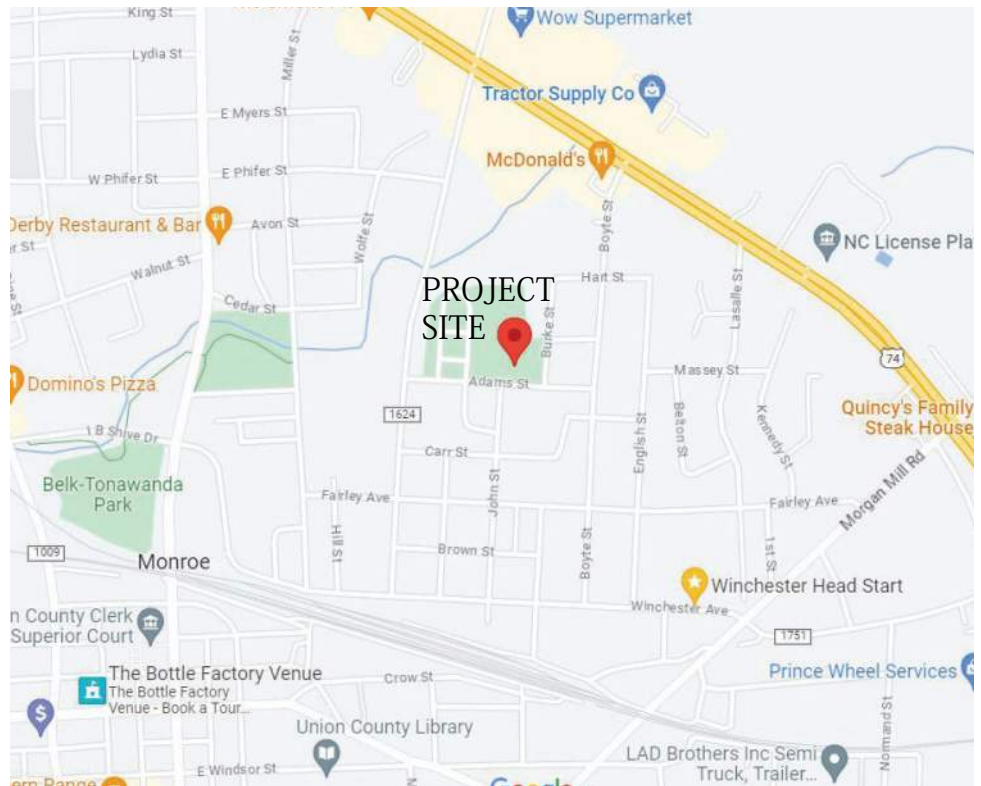 King St
Wow Supermarket
Lydia St
Miller St
Tractor Supply Co
E Myers St
McDonald's
E Phifer St
W Phifer St
Derby Restaurant & Bar
Avon St
Wolfe St
Boyte St
NC License Pla
Walnut St
Hart St
PROJECT
SITE
Lasalle St
Cedar St
Burke St
74
Massey St
Domino's Pizza
Adams St
1624
Quincy's Family
Steak House
Belton St
Kennedy St
English St
I B Shive Dr
Carr St
Morgan Mill Rd
Belk-Tonawanda
Park
John St
Fairley Ave
Fairley Ave
Hill St
Brown St
Boyte St
1st St
1009
Monroe
Winchester Head Start
Winchester Ave
n County Clerk
Superior Court
1751
The Bottle Factory Venue
The Bottle Factory
Venue - Book a Tour...
Crow St
Prince Wheel Services
Union County Library
Normand St
LAD Brothers Inc Semi
Truck, Trailer...
E Windsor St
N
Google